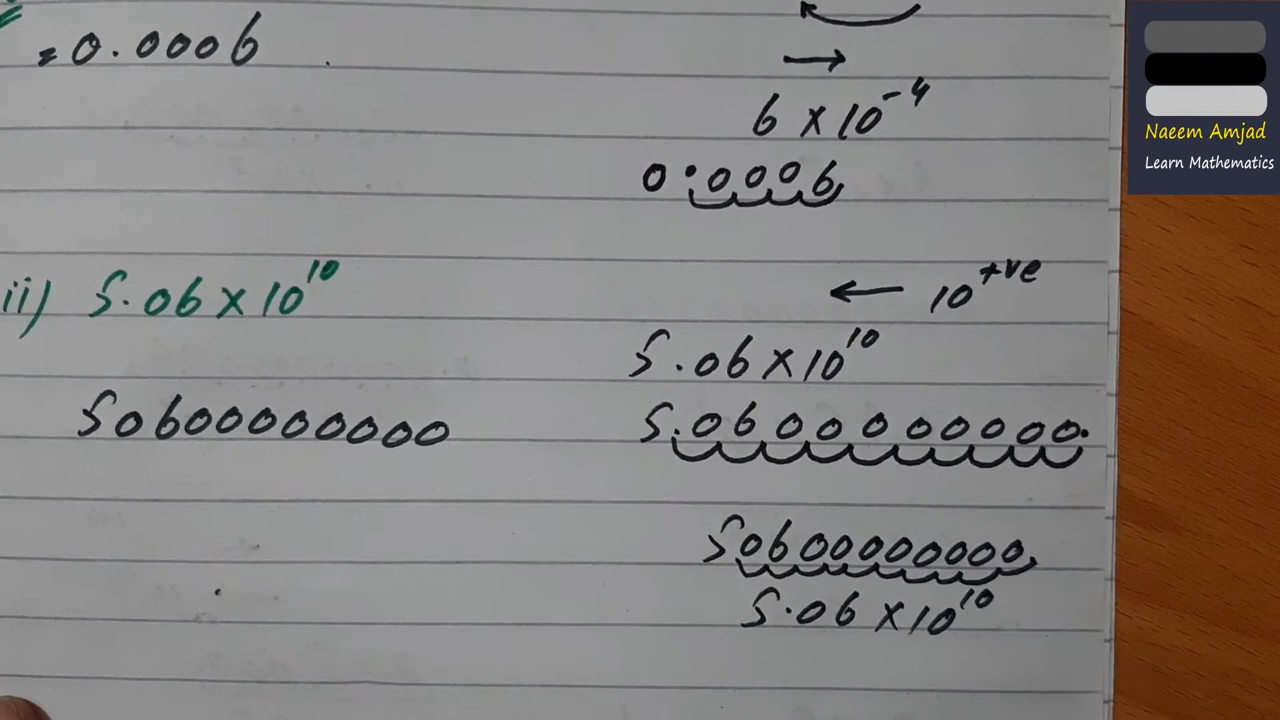 = 0.0006
6 × 10⁻⁴
0.0006
ii) 5.06 × 10¹⁰
← 10⁺ᵛᵉ
5.06 × 10¹⁰
50600000000
5.0600000000.
50600000000
5.06 × 10¹⁰
Naeem Amjad
Learn Mathematics